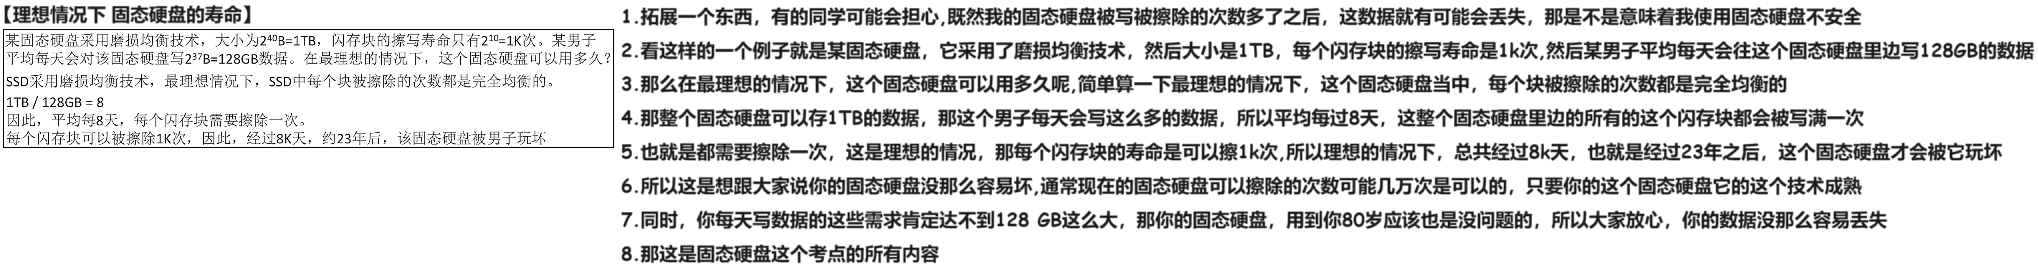 【理想情况下 固态硬盘的寿命】
某固态硬盘采用磨损均衡技术，大小为2⁴⁰B=1TB，闪存块的擦写寿命只有2¹⁰=1K次。某男子
平均每天会对该固态硬盘写2³⁷B=128GB数据。在最理想的情况下，这个固态硬盘可以用多久？
SSD采用磨损均衡技术，最理想情况下，SSD中每个块被擦除的次数都是完全均衡的。
1TB / 128GB = 8
因此，平均每8天，每个闪存块需要擦除一次。
每个闪存块可以被擦除1K次，因此，经过8K天，约23年后，该固态硬盘被男子玩坏
1.拓展一个东西，有的同学可能会担心,既然我的固态硬盘被写被擦除的次数多了之后，这数据就有可能会丢失，那是不是意味着我使用固态硬盘不安全
2.看这样的一个例子就是某固态硬盘，它采用了磨损均衡技术，然后大小是1TB，每个闪存块的擦写寿命是1k次,然后某男子平均每天会往这个固态硬盘里边写128GB的数据
3.那么在最理想的情况下，这个固态硬盘可以用多久呢,简单算一下最理想的情况下，这个固态硬盘当中，每个块被擦除的次数都是完全均衡的
4.那整个固态硬盘可以存1TB的数据，那这个男子每天会写这么多的数据，所以平均每过8天，这整个固态硬盘里边的所有的这个闪存块都会被写满一次
5.也就是都需要擦除一次，这是理想的情况，那每个闪存块的寿命是可以擦1k次,所以理想的情况下，总共经过8k天，也就是经过23年之后，这个固态硬盘才会被它玩坏
6.所以这是想跟大家说你的固态硬盘没那么容易坏,通常现在的固态硬盘可以擦除的次数可能几万次是可以的，只要你的这个固态硬盘它的这个技术成熟
7.同时，你每天写数据的这些需求肯定达不到128 GB这么大，那你的固态硬盘，用到你80岁应该也是没问题的，所以大家放心，你的数据没那么容易丢失
8.那这是固态硬盘这个考点的所有内容